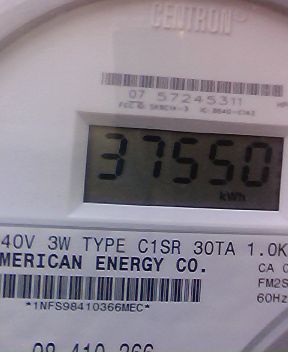 CENTRON
07 57245311
37550
kWh
40V 3W TYPE C1SR 30TA 1.0K
MERICAN ENERGY CO.
CA 0
FM2S
60Hz
*1NFS98410366MEC*